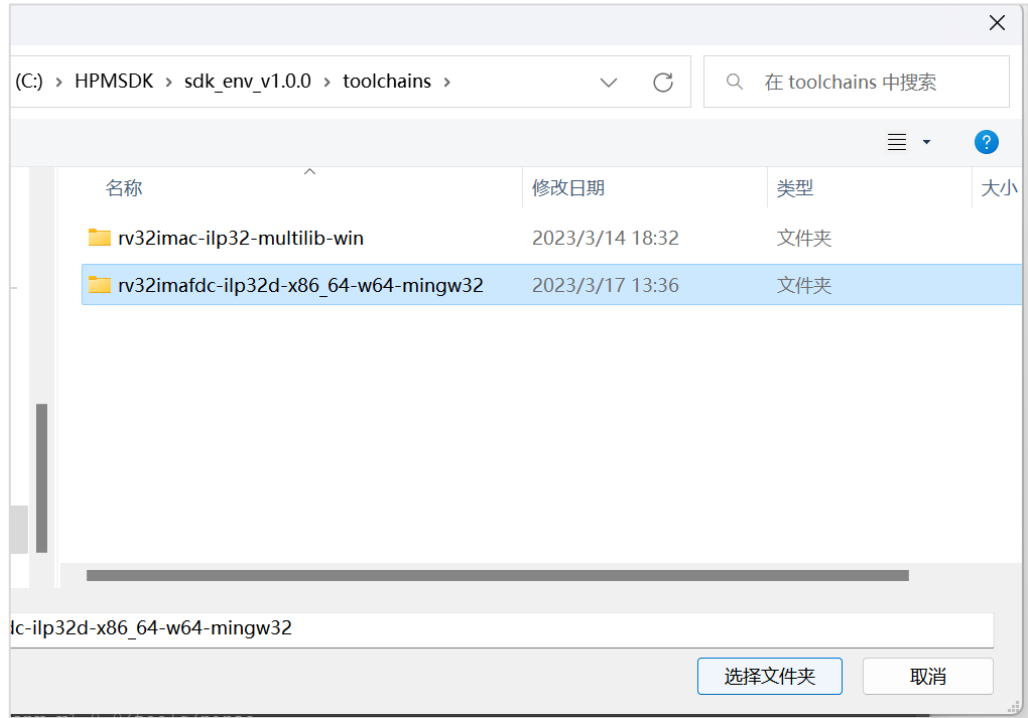 (C:) > HPMSDK > sdk_env_v1.0.0 > toolchains >
在 toolchains 中搜索
名称 修改日期 类型 大小
rv32imac-ilp32-multilib-win 2023/3/14 18:32 文件夹
rv32imafdc-ilp32d-x86_64-w64-mingw32 2023/3/17 13:36 文件夹
dc-ilp32d-x86_64-w64-mingw32
选择文件夹 取消